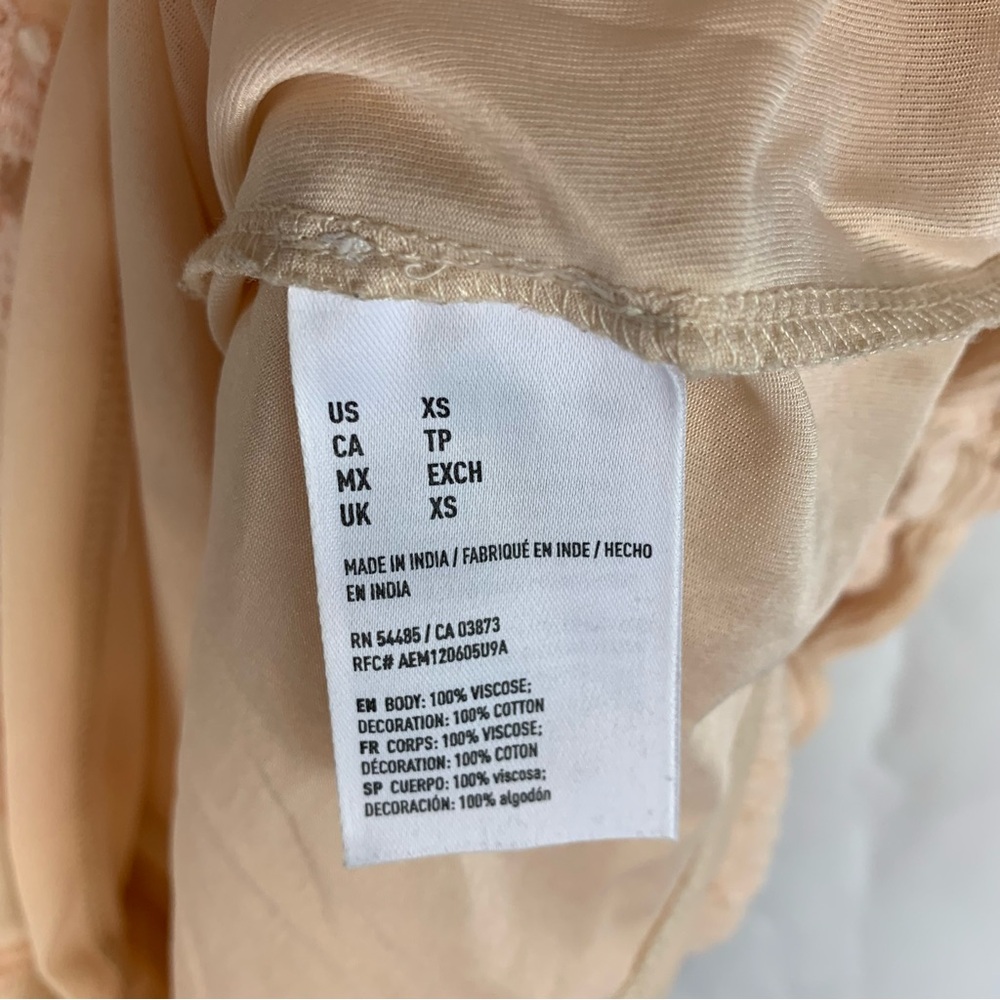 US XS
CA TP
MX EXCH
UK XS
MADE IN INDIA / FABRIQUÉ EN INDE / HECHO
EN INDIA
RN 54485 / CA 03873
RFC# AEM120605U9A
EN BODY: 100% VISCOSE;
DECORATION: 100% COTTON
FR CORPS: 100% VISCOSE;
DÉCORATION: 100% COTON
SP CUERPO: 100% viscosa;
DECORACIÓN: 100% algodón